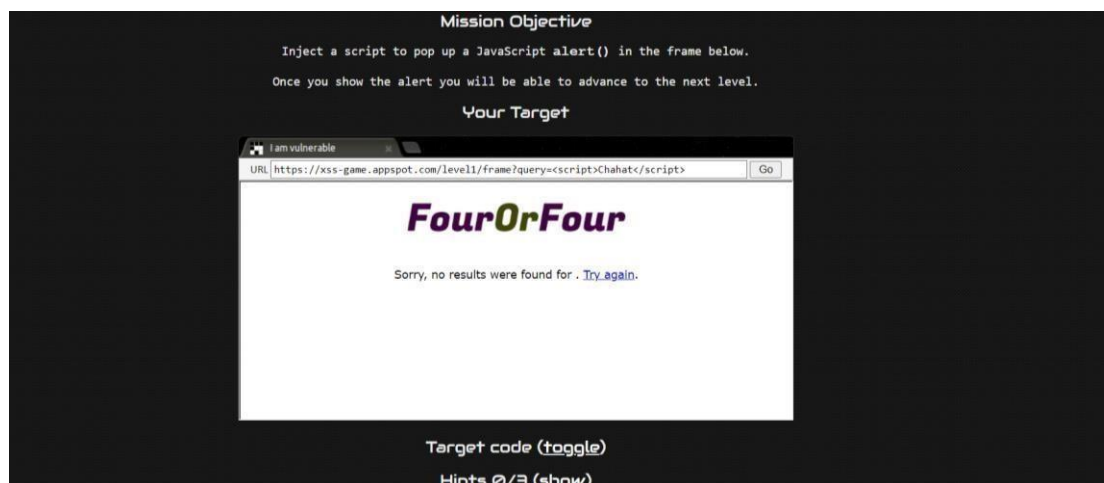 Mission Objective
Inject a script to pop up a JavaScript alert() in the frame below.
Once you show the alert you will be able to advance to the next level.
Your Target
I am vulnerable
URL https://xss-game.appspot.com/level1/frame?query=<script>Chahat</script> Go
FourOrFour
Sorry, no results were found for . Try again.
Target code (toggle)
Hints 0/3 (show)